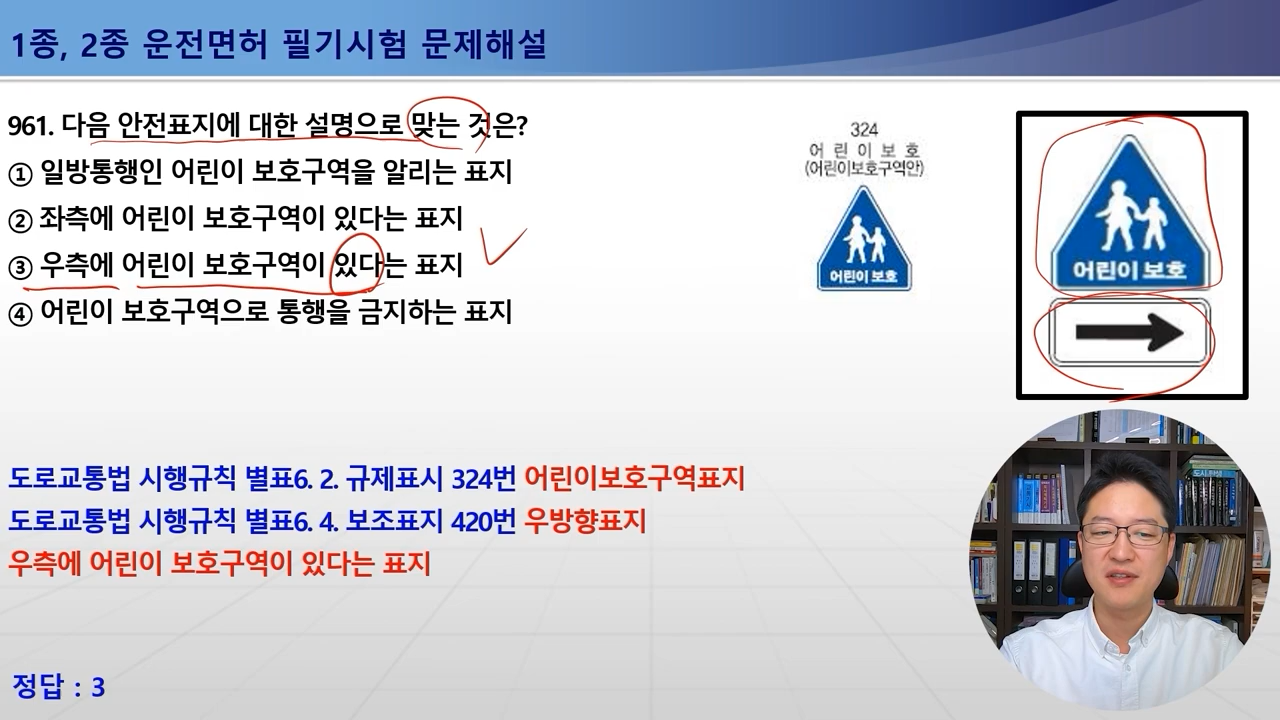 1종, 2종 운전면허 필기시험 문제해설
961. 다음 안전표지에 대한 설명으로 맞는 것은?
① 일방통행인 어린이 보호구역을 알리는 표지
② 좌측에 어린이 보호구역이 있다는 표지
③ 우측에 어린이 보호구역이 있다는 표지
④ 어린이 보호구역으로 통행을 금지하는 표지
324
어 린 이 보 호
(어린이보호구역안)
어린이 보호
어린이 보호
도로교통법 시행규칙 별표6. 2. 규제표시 324번 어린이보호구역표지
도로교통법 시행규칙 별표6. 4. 보조표지 420번 우방향표지
우측에 어린이 보호구역이 있다는 표지
정답 : 3